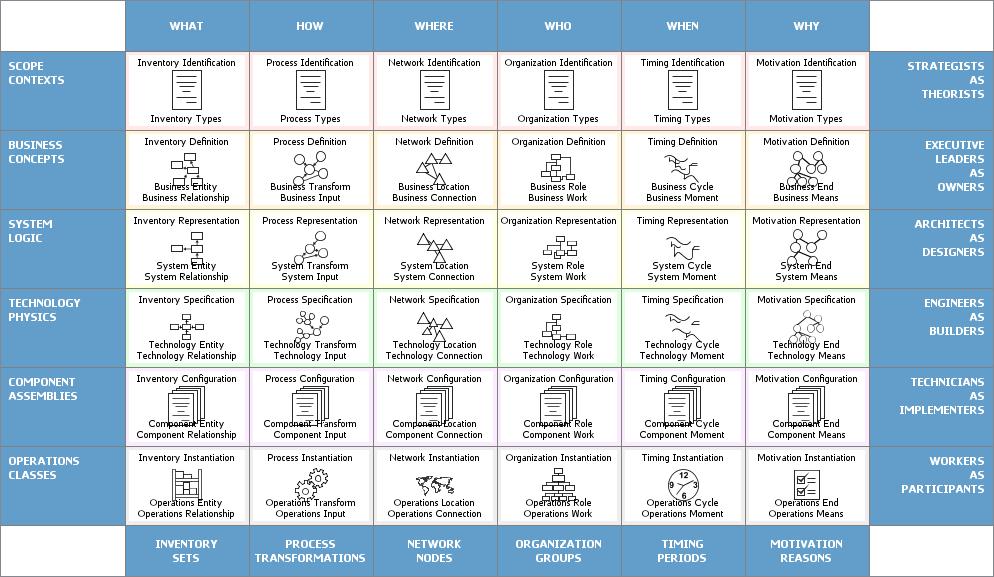 WHAT HOW WHERE WHO WHEN WHY
SCOPE
CONTEXTS
Inventory Identification
Inventory Types
Process Identification
Process Types
Network Identification
Network Types
Organization Identification
Organization Types
Timing Identification
Timing Types
Motivation Identification
Motivation Types
STRATEGISTS
AS
THEORISTS
BUSINESS
CONCEPTS
Inventory Definition
Business Entity
Business Relationship
Process Definition
Business Transform
Business Input
Network Definition
Business Location
Business Connection
Organization Definition
Business Role
Business Work
Timing Definition
Business Cycle
Business Moment
Motivation Definition
Business End
Business Means
EXECUTIVE
LEADERS
AS
OWNERS
SYSTEM
LOGIC
Inventory Representation
System Entity
System Relationship
Process Representation
System Transform
System Input
Network Representation
System Location
System Connection
Organization Representation
System Role
System Work
Timing Representation
System Cycle
System Moment
Motivation Representation
System End
System Means
ARCHITECTS
AS
DESIGNERS
TECHNOLOGY
PHYSICS
Inventory Specification
Technology Entity
Technology Relationship
Process Specification
Technology Transform
Technology Input
Network Specification
Technology Location
Technology Connection
Organization Specification
Technology Role
Technology Work
Timing Specification
Technology Cycle
Technology Moment
Motivation Specification
Technology End
Technology Means
ENGINEERS
AS
BUILDERS
COMPONENT
ASSEMBLIES
Inventory Configuration
Component Entity
Component Relationship
Process Configuration
Component Transform
Component Input
Network Configuration
Component Location
Component Connection
Organization Configuration
Component Role
Component Work
Timing Configuration
Component Cycle
Component Moment
Motivation Configuration
Component End
Component Means
TECHNICIANS
AS
IMPLEMENTERS
OPERATIONS
CLASSES
Inventory Instantiation
Operations Entity
Operations Relationship
Process Instantiation
Operations Transform
Operations Input
Network Instantiation
Operations Location
Operations Connection
Organization Instantiation
Operations Role
Operations Work
Timing Instantiation
12
9 3
6
Operations Cycle
Operations Moment
Motivation Instantiation
Operations End
Operations Means
WORKERS
AS
PARTICIPANTS
INVENTORY
SETS
PROCESS
TRANSFORMATIONS
NETWORK
NODES
ORGANIZATION
GROUPS
TIMING
PERIODS
MOTIVATION
REASONS